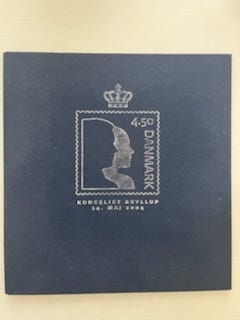 4.50
DANMARK
KONGELIGT BRYLLUP
14. MAJ 2004